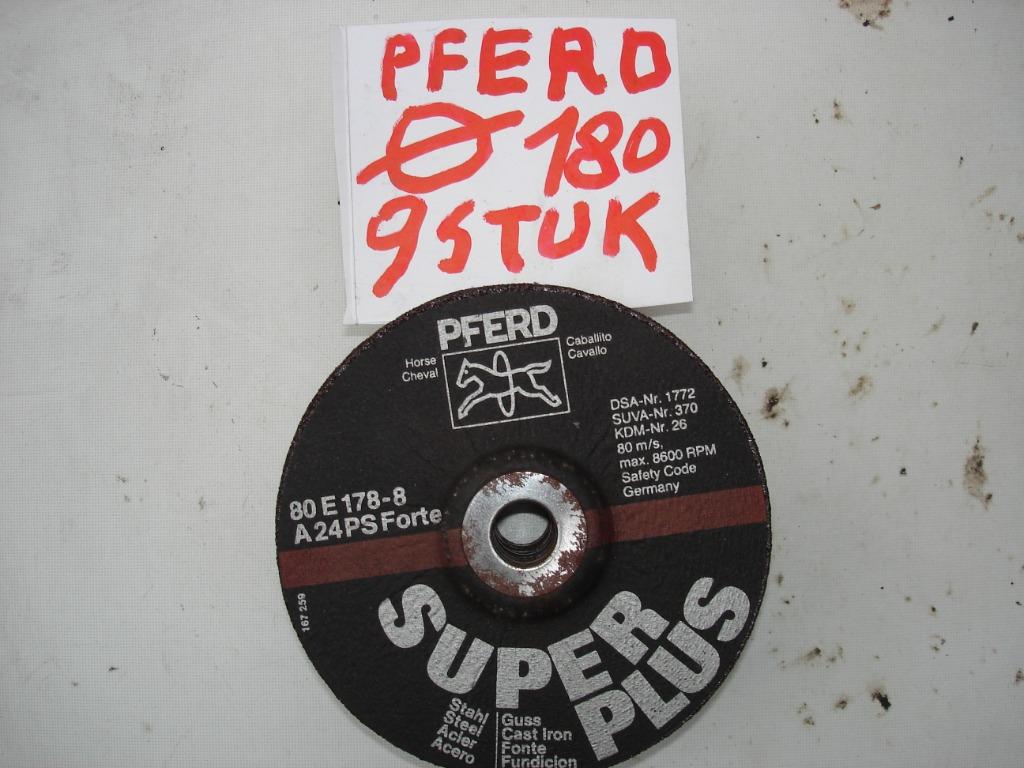 PFERD
Ø 180
9 STUK
PFERD
Horse
Cheval
Caballito
Cavallo
DSA-Nr. 1772
SUVA-Nr. 370
KDM-Nr. 26
80 m/s,
max. 8600 RPM
Safety Code
Germany
80 E 178-8
A 24 PS Forte
167 259
SUPER
PLUS
Stahl
Steel
Acier
Acero
Guss
Cast Iron
Fonte
Fundicion